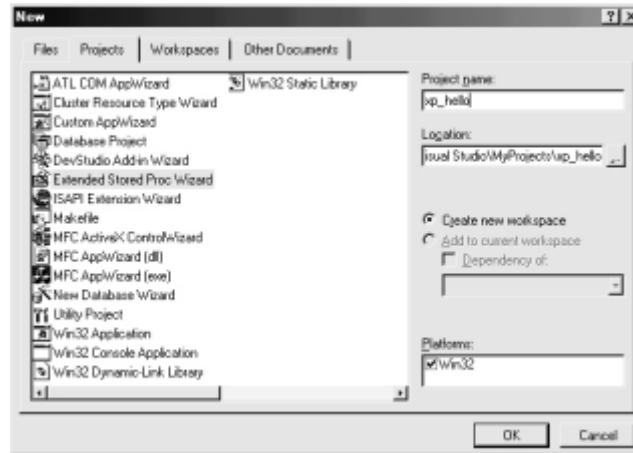 New
Files Projects Workspaces Other Documents
ATL COM AppWizard
Cluster Resource Type Wizard
Custom AppWizard
Database Project
DevStudio Add-in Wizard
Extended Stored Proc Wizard
ISAPI Extension Wizard
Makefile
MFC ActiveX ControlWizard
MFC AppWizard (dll)
MFC AppWizard (exe)
New Database Wizard
Utility Project
Win32 Application
Win32 Console Application
Win32 Dynamic-Link Library
Win32 Static Library
Project name:
xp_hello
Location:
isual Studio\MyProjects\xp_hello
...
Create new workspace
Add to current workspace
Dependency of:
Platforms:
Win32
OK Cancel